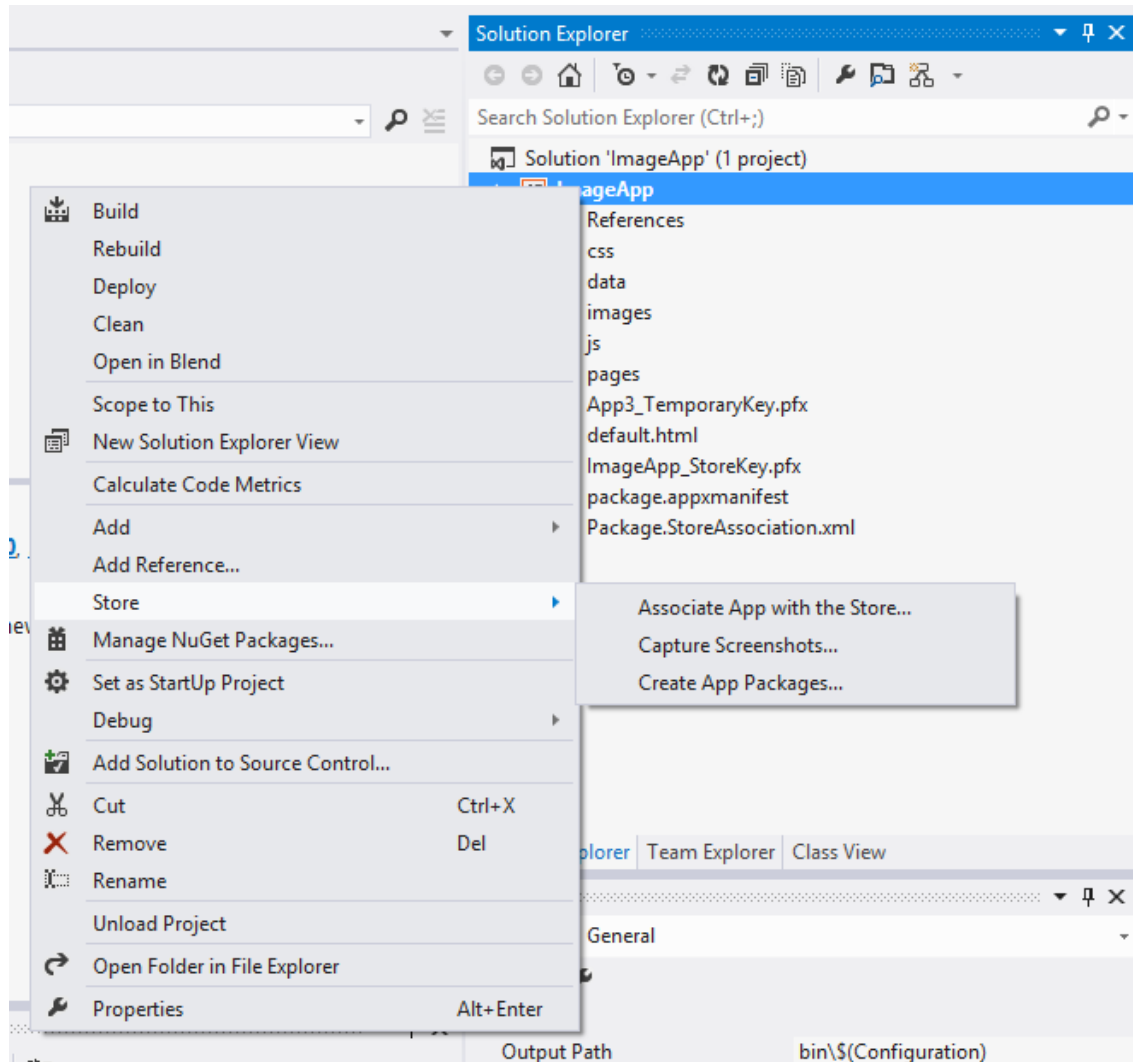 Solution Explorer
Search Solution Explorer (Ctrl+;)
Solution 'ImageApp' (1 project)
ageApp
References
css
data
images
js
pages
App3_TemporaryKey.pfx
default.html
ImageApp_StoreKey.pfx
package.appxmanifest
Package.StoreAssociation.xml
Build
Rebuild
Deploy
Clean
Open in Blend
Scope to This
New Solution Explorer View
Calculate Code Metrics
Add
Add Reference...
Store
Manage NuGet Packages...
Set as StartUp Project
Debug
Add Solution to Source Control...
Cut Ctrl+X
Remove Del
Rename
Unload Project
Open Folder in File Explorer
Properties Alt+Enter
Associate App with the Store...
Capture Screenshots...
Create App Packages...
plorer Team Explorer Class View
General
Output Path bin\$(Configuration)